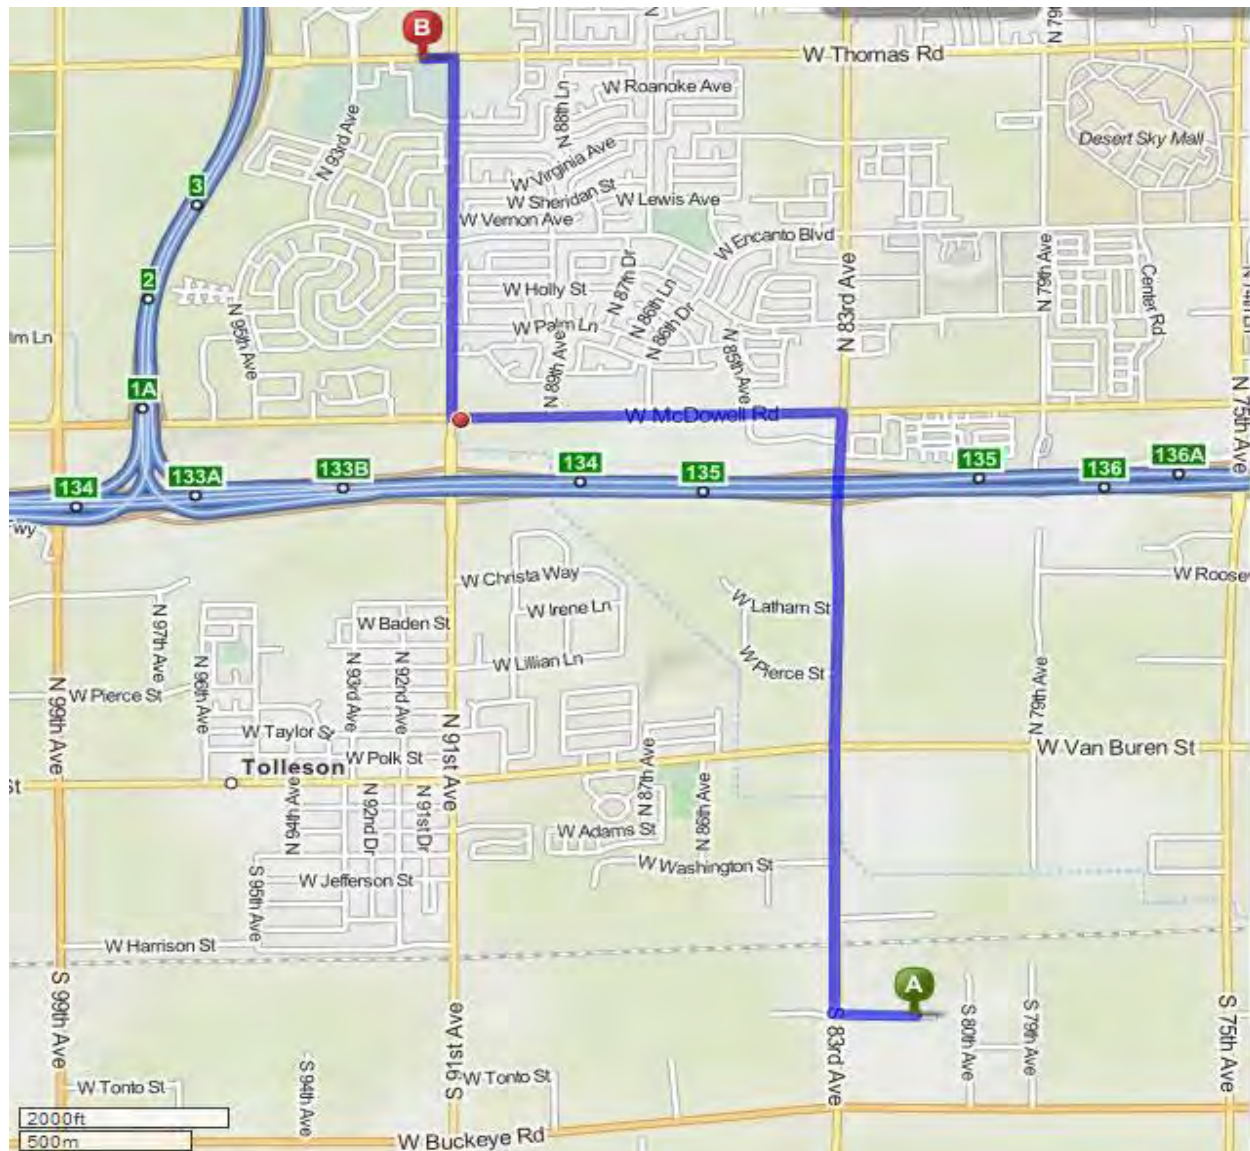 B
W Thomas Rd
N 79th
W Roanoke Ave
N 88th Ln
N 93rd Ave
Desert Sky Mall
W Virginia Ave
3
W Sheridan St
W Lewis Ave
W Vernon Ave
W Encanto Blvd
N 87th Dr
N 79th Ave
2
W Holly St
N 86th Ln
N 83rd Ave
Center Rd
N 95th Ave
W Palm Ln
N 86th Dr
lm Ln
N 89th Ave
N 85th Ave
1A
N 75th Ave
W McDowell Rd
134
133A
133B
134
135
135
136
136A
wy
W Christa Way
W Roosev
W Irene Ln
W Latham St
N 97th Ave
W Baden St
W Lillian Ln
W Pierce St
N 96th Ave
N 93rd Ave
N 92nd Ave
N 79th Ave
N 99th Ave
W Pierce St
N 91st Ave
W Taylor St
W Van Buren St
W Polk St
Tolleson
St
N 87th Ave
N 86th Ave
N 94th Ave
N 92nd Dr
N 91st Dr
W Adams St
W Washington St
W Jefferson St
S 95th Ave
W Harrison St
A
S 99th Ave
S 91st Ave
S 83rd Ave
S 80th Ave
S 79th Ave
S 75th Ave
S 94th Ave
W Tonto St
W Tonto St
2000ft
500m
W Buckeye Rd